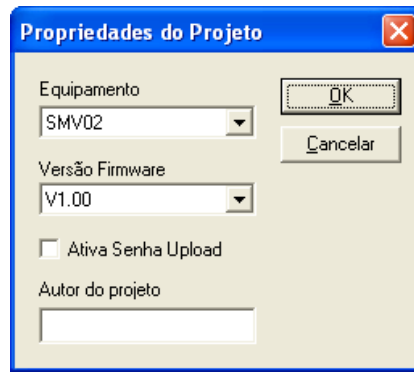 Propriedades do Projeto
Equipamento
SMV02
Versão Firmware
V1.00
Ativa Senha Upload
Autor do projeto
OK
Cancelar